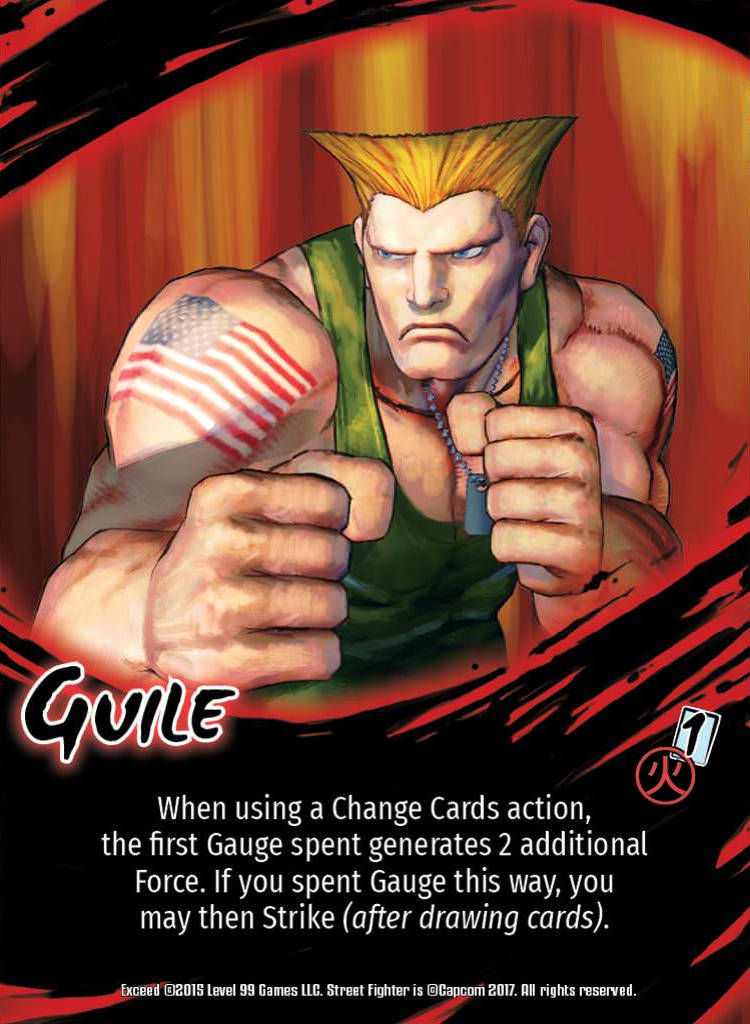 Guile
1
火
When using a Change Cards action,
the first Gauge spent generates 2 additional
Force. If you spent Gauge this way, you
may then Strike (after drawing cards).
Exceed ©2015 Level 99 Games LLC. Street Fighter is ©Capcom 2017. All rights reserved.